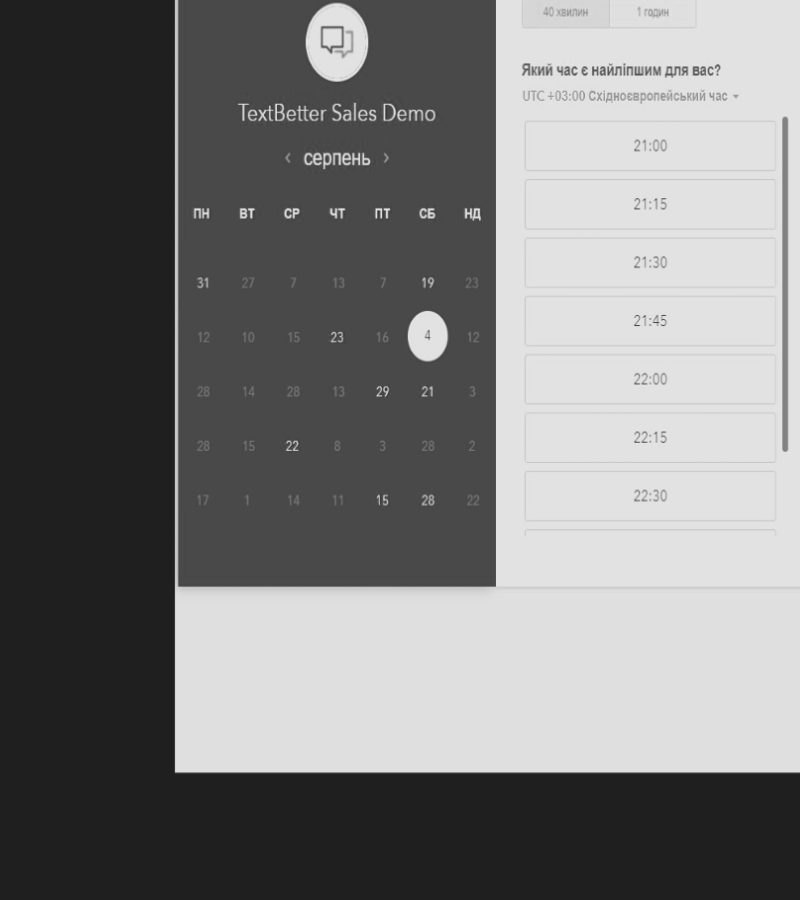 40 хвилин 1 годин
TextBetter Sales Demo
‹ серпень ›
ПН ВТ СР ЧТ ПТ СБ НД
31 27 7 13 7 19 23
12 10 15 23 16 4 12
28 14 28 13 29 21 3
28 15 22 8 3 28 2
17 1 14 11 15 28 22
Який час є найліпшим для вас?
UTC +03:00 Східноєвропейський час
21:00
21:15
21:30
21:45
22:00
22:15
22:30